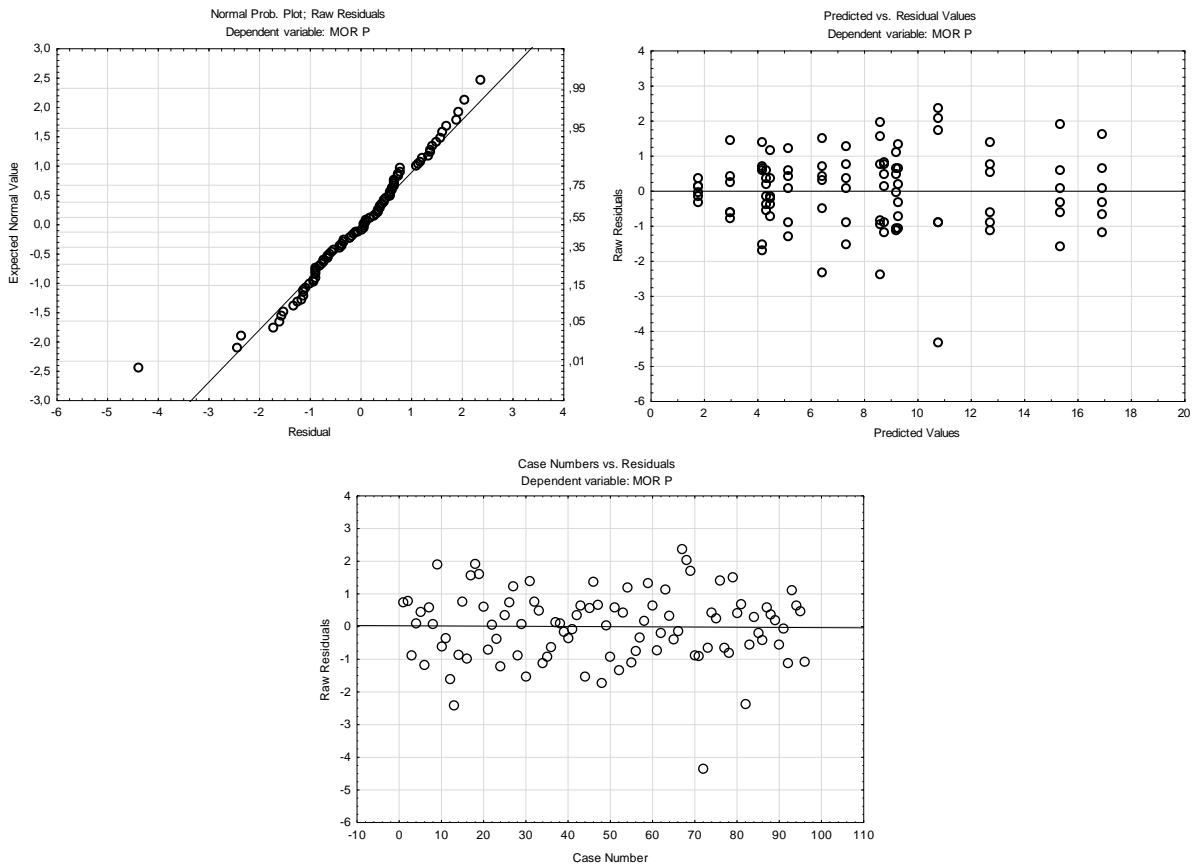 Normal Prob. Plot; Raw Residuals
Dependent variable: MOR P
3,0
2,5
2,0
1,5
1,0
0,5
0,0
-0,5
-1,0
-1,5
-2,0
-2,5
-3,0
Expected Normal Value
,99
,95
,75
,55
,35
,15
,05
,01
-6 -5 -4 -3 -2 -1 0 1 2 3 4
Residual
Predicted vs. Residual Values
Dependent variable: MOR P
4
3
2
1
0
-1
-2
-3
-4
-5
-6
Raw Residuals
0 2 4 6 8 10 12 14 16 18 20
Predicted Values
Case Numbers vs. Residuals
Dependent variable: MOR P
4
3
2
1
0
-1
-2
-3
-4
-5
-6
Raw Residuals
-10 0 10 20 30 40 50 60 70 80 90 100 110
Case Number